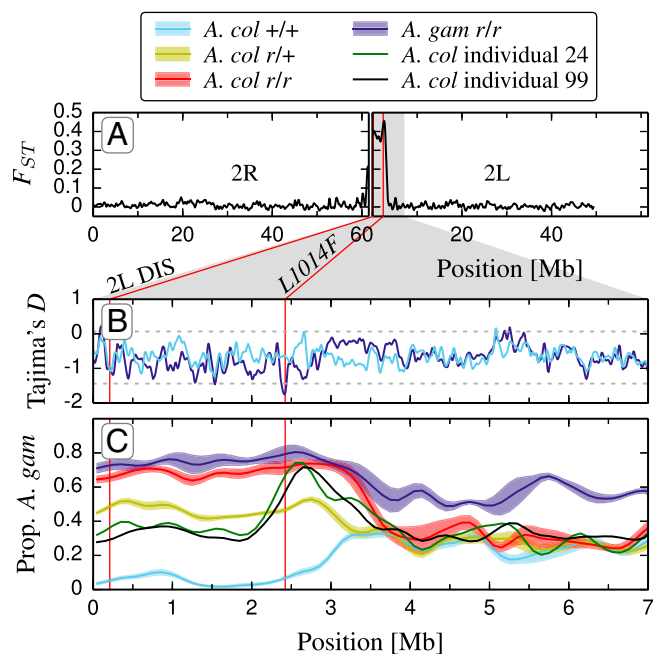 A. col +/+
A. col r/+
A. col r/r
A. gam r/r
A. col individual 24
A. col individual 99
A
F_ST
0.5
0.4
0.3
0.2
0.1
0
2R
2L
0 20 40 60 20 40
Position [Mb]
2L DIS
L1014F
B
Tajima's D
1
0
-1
-2
C
Prop. A. gam
0.8
0.6
0.4
0.2
0
0 1 2 3 4 5 6 7
Position [Mb]